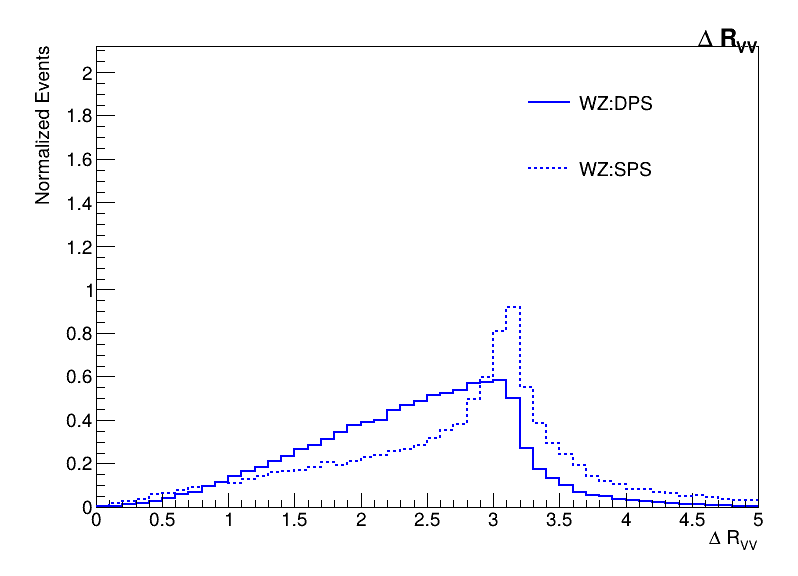 Δ R_VV
Normalized Events
2
1.8
1.6
1.4
1.2
1
0.8
0.6
0.4
0.2
0
WZ:DPS
WZ:SPS
0 0.5 1 1.5 2 2.5 3 3.5 4 4.5 5
Δ R_VV